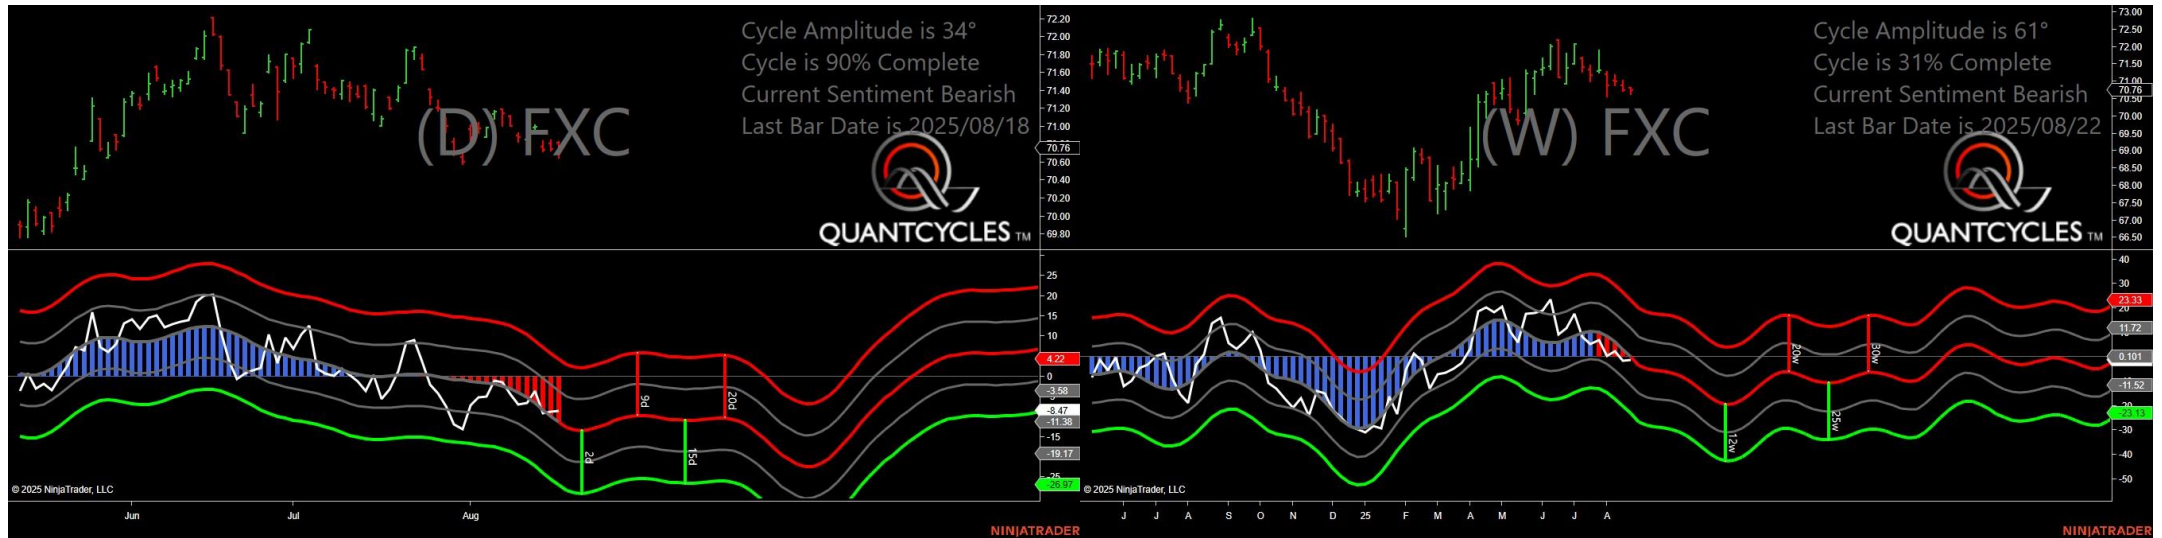 Cycle Amplitude is 34°
Cycle is 90% Complete
Current Sentiment Bearish
Last Bar Date is 2025/08/18
(D) FXC
QUANTCYCLES TM
72.20
72.00
71.80
71.60
71.40
71.20
71.00
70.76
70.60
70.40
70.20
70.00
69.80
25
20
15
10
4.22
0
-3.58
-8.47
-11.38
-15
-19.17
-25
-26.97
9d
20d
2d
15d
© 2025 NinjaTrader, LLC
Jun
Jul
Aug
NINJATRADER
Cycle Amplitude is 61°
Cycle is 31% Complete
Current Sentiment Bearish
Last Bar Date is 2025/08/22
(W) FXC
QUANTCYCLES TM
73.00
72.50
72.00
71.50
71.00
70.76
70.50
70.00
69.50
69.00
68.50
68.00
67.50
67.00
66.50
40
30
23.33
11.72
0.101
-11.52
-20
-23.13
-30
-40
-50
20w
30w
12w
25w
© 2025 NinjaTrader, LLC
J
J
A
S
O
N
D
25
F
M
A
M
J
J
A
NINJATRADER